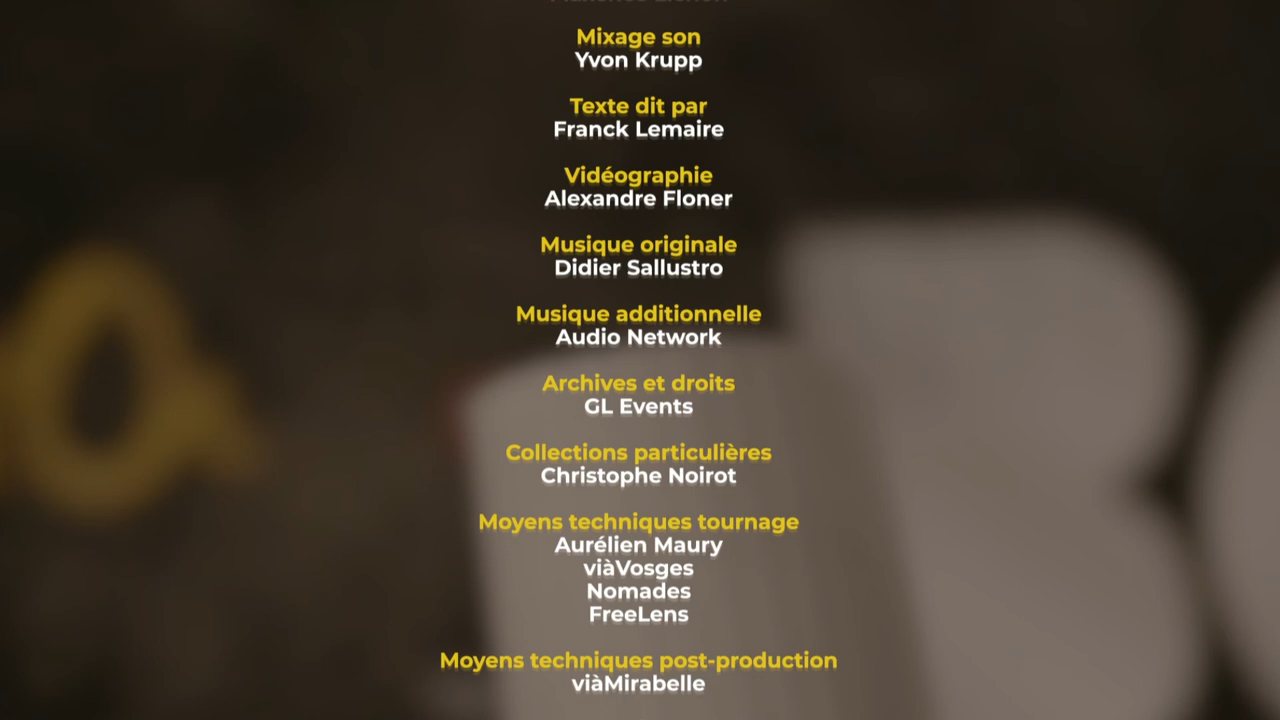 Mixage son
Yvon Krupp
Texte dit par
Franck Lemaire
Vidéographie
Alexandre Floner
Musique originale
Didier Sallustro
Musique additionnelle
Audio Network
Archives et droits
GL Events
Collections particulières
Christophe Noirot
Moyens techniques tournage
Aurélien Maury
viàVosges
Nomades
FreeLens
Moyens techniques post-production
viàMirabelle